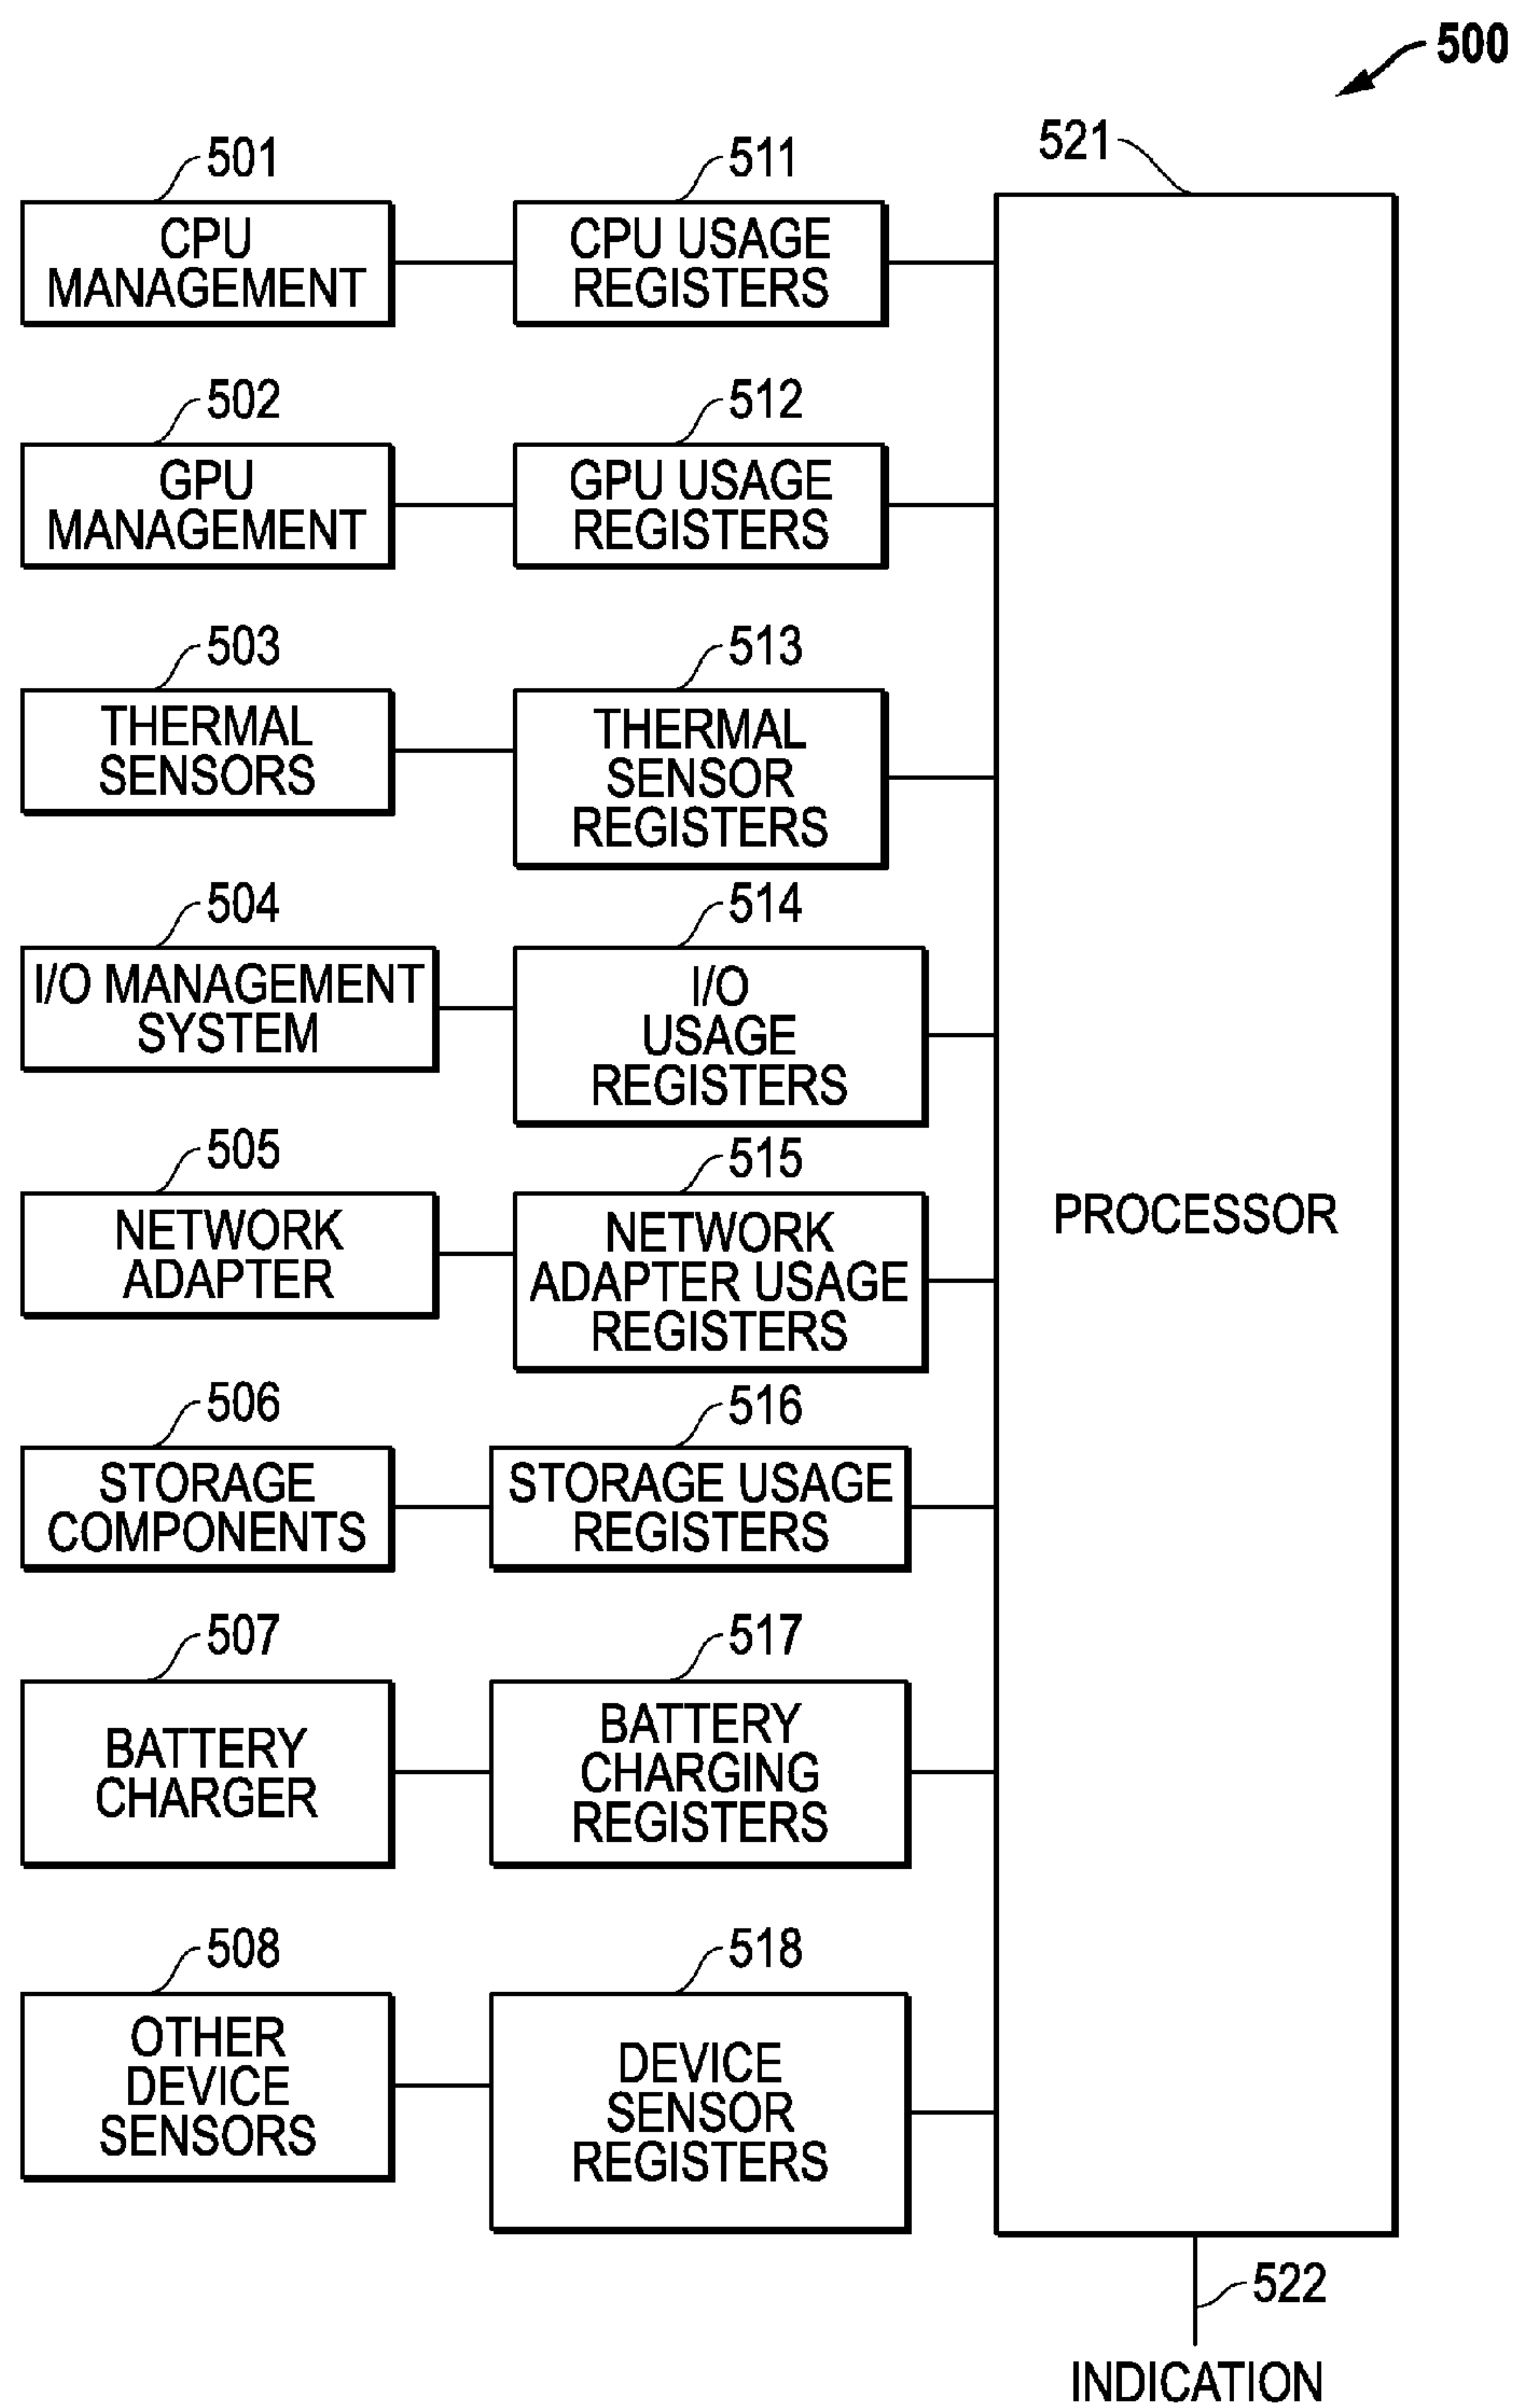 500
521
501
511
CPU
MANAGEMENT
CPU USAGE
REGISTERS
502
512
GPU
MANAGEMENT
GPU USAGE
REGISTERS
503
513
THERMAL
SENSORS
THERMAL
SENSOR
REGISTERS
504
514
I/O MANAGEMENT
SYSTEM
I/O
USAGE
REGISTERS
505
515
NETWORK
ADAPTER
NETWORK
ADAPTER USAGE
REGISTERS
PROCESSOR
506
516
STORAGE
COMPONENTS
STORAGE USAGE
REGISTERS
507
517
BATTERY
CHARGER
BATTERY
CHARGING
REGISTERS
508
518
OTHER
DEVICE
SENSORS
DEVICE
SENSOR
REGISTERS
522
INDICATION